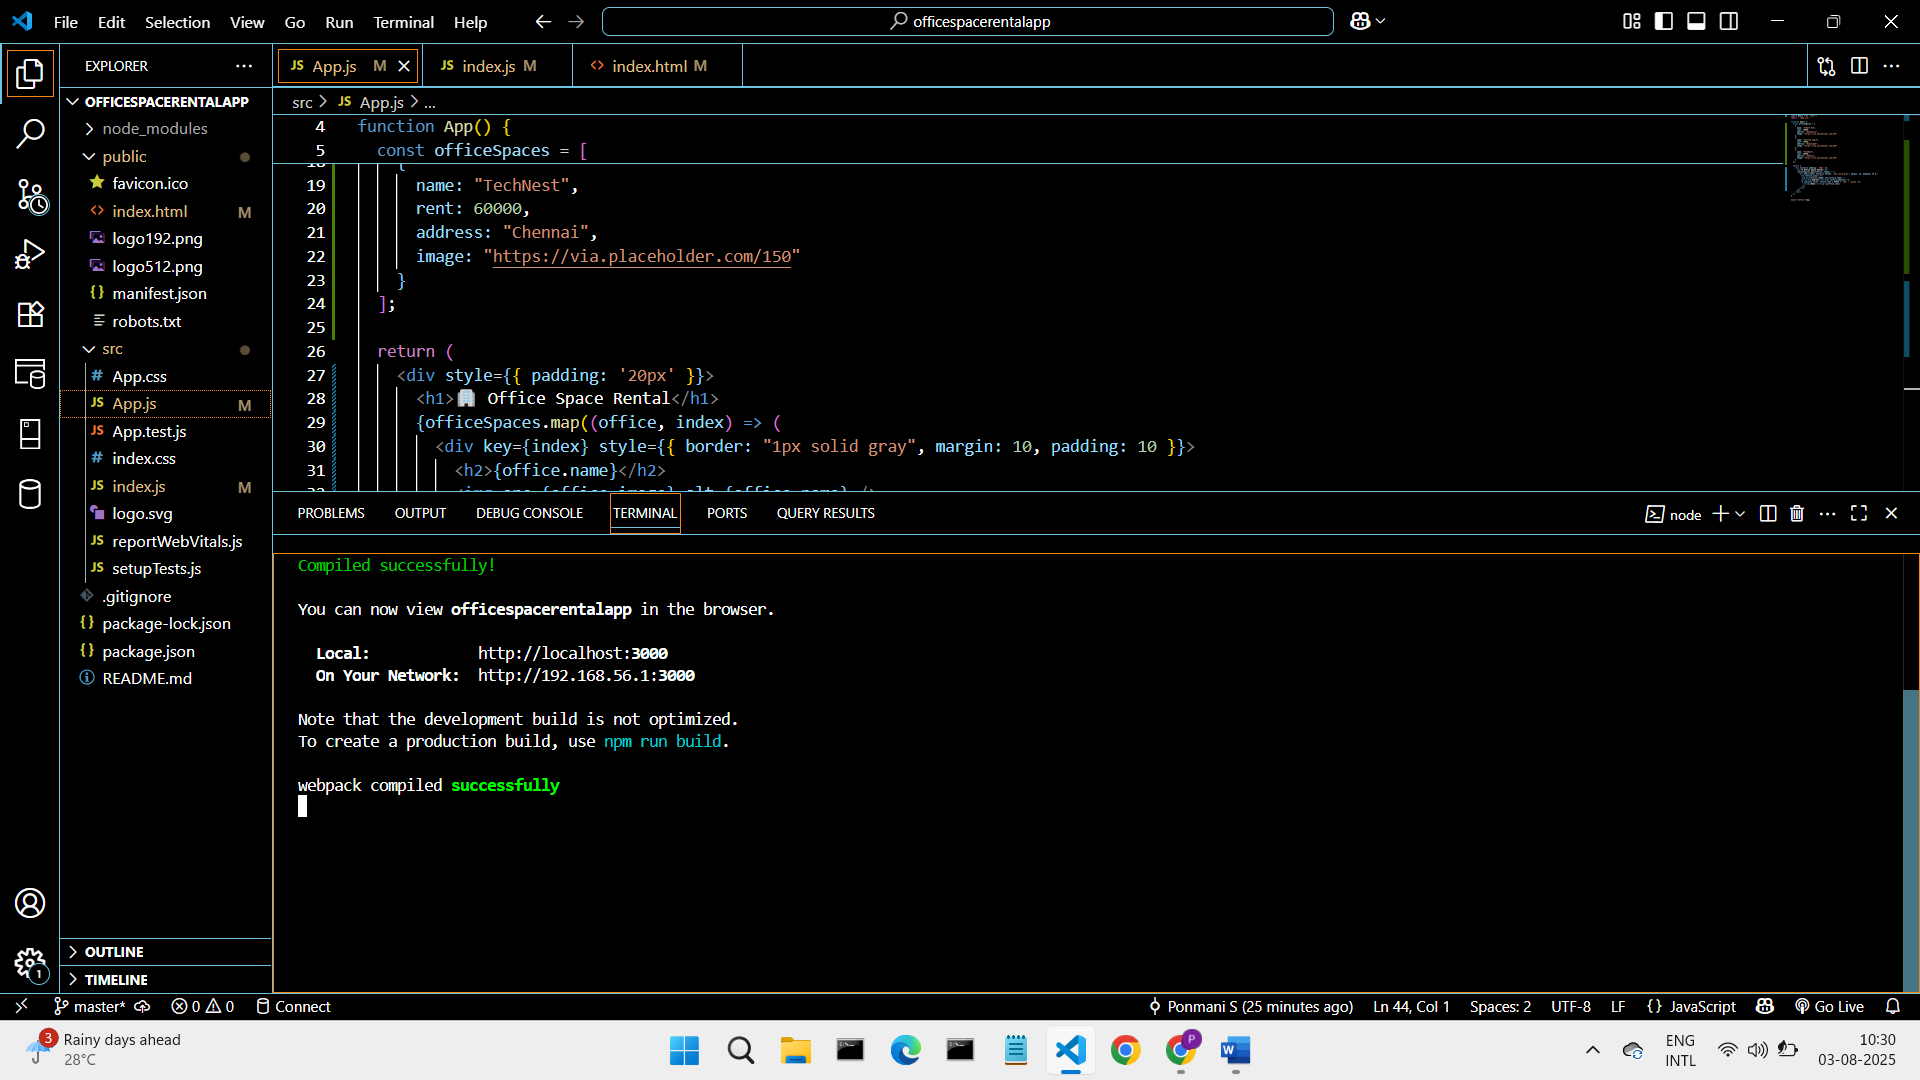 File Edit Selection View Go Run Terminal Help
officespacerentalapp
EXPLORER
OFFICESPACERENTALAPP
node_modules
public
favicon.ico
index.html M
logo192.png
logo512.png
manifest.json
robots.txt
src
App.css
App.js M
App.test.js
index.css
index.js M
logo.svg
reportWebVitals.js
setupTests.js
.gitignore
package-lock.json
package.json
README.md
OUTLINE
TIMELINE
JS App.js M
JS index.js M
<> index.html M
src > JS App.js > ...
4 function App() {
5 const officeSpaces = [
19 name: "TechNest",
20 rent: 60000,
21 address: "Chennai",
22 image: "https://via.placeholder.com/150"
23 }
24 ];
25
26 return (
27 <div style={{ padding: '20px' }}>
28 <h1>🏢 Office Space Rental</h1>
29 {officeSpaces.map((office, index) => (
30 <div key={index} style={{ border: "1px solid gray", margin: 10, padding: 10 }}>
31 <h2>{office.name}</h2>
PROBLEMS OUTPUT DEBUG CONSOLE TERMINAL PORTS QUERY RESULTS
node
Compiled successfully!
You can now view officespacerentalapp in the browser.
Local: http://localhost:3000
On Your Network: http://192.168.56.1:3000
Note that the development build is not optimized.
To create a production build, use npm run build.
webpack compiled successfully
1
master* 0 0 Connect
Ponmani S (25 minutes ago) Ln 44, Col 1 Spaces: 2 UTF-8 LF {} JavaScript Go Live
3
Rainy days ahead
28°C
P
ENG
INTL
10:30
03-08-2025